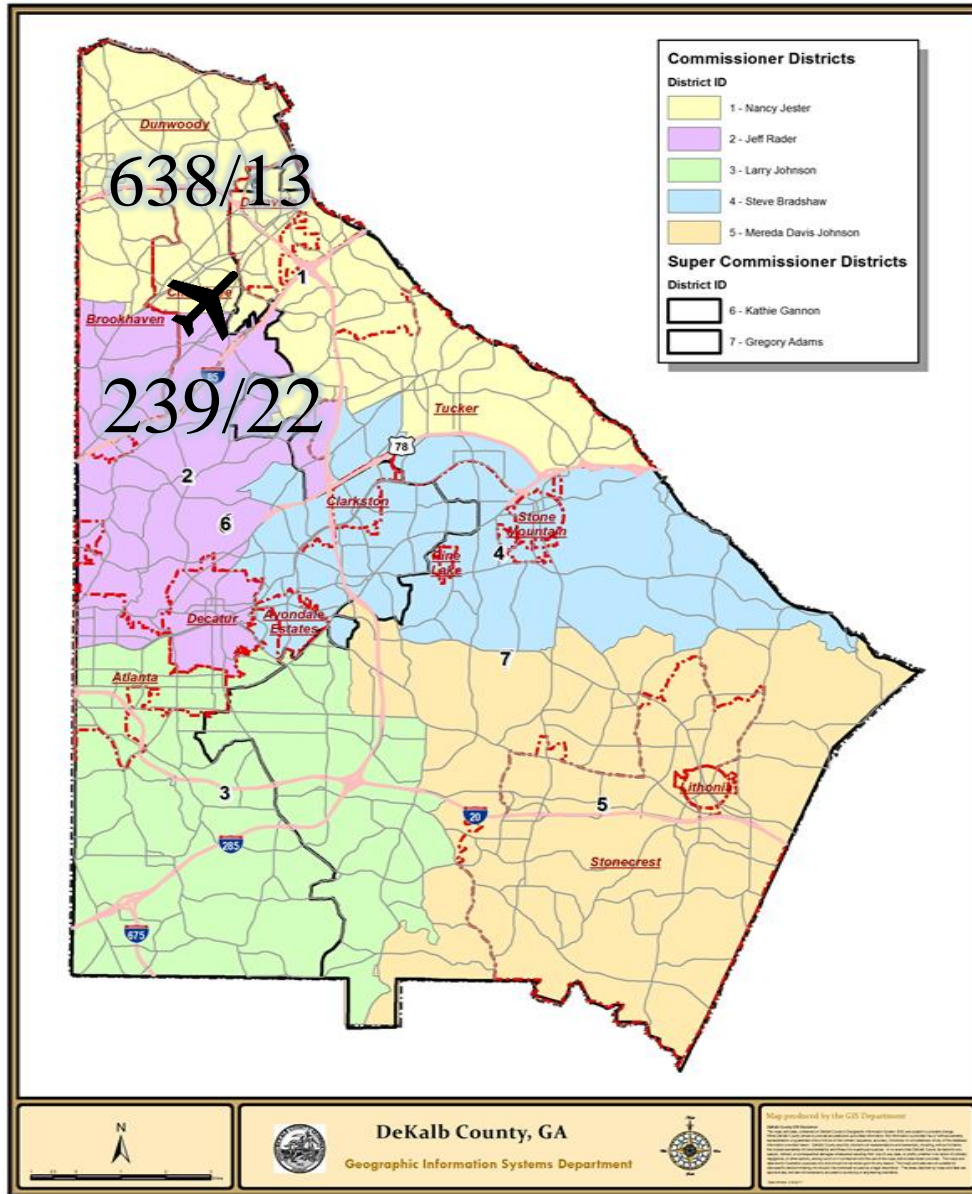 Commissioner Districts
District ID
1 - Nancy Jester
2 - Jeff Rader
3 - Larry Johnson
4 - Steve Bradshaw
5 - Mereda Davis Johnson
Super Commissioner Districts
District ID
6 - Kathie Gannon
7 - Gregory Adams
Dunwoody
638/13
1
Brookhaven
85
239/22
Tucker
78
2
Clarkston
6
Stone
Mountain
4
Pine
Lake
Decatur
Avondale
Estates
7
Atlanta
Lithonia
3
5
20
285
Stonecrest
675
N
DeKalb County, GA
Geographic Information Systems Department
Map produced by the GIS Department